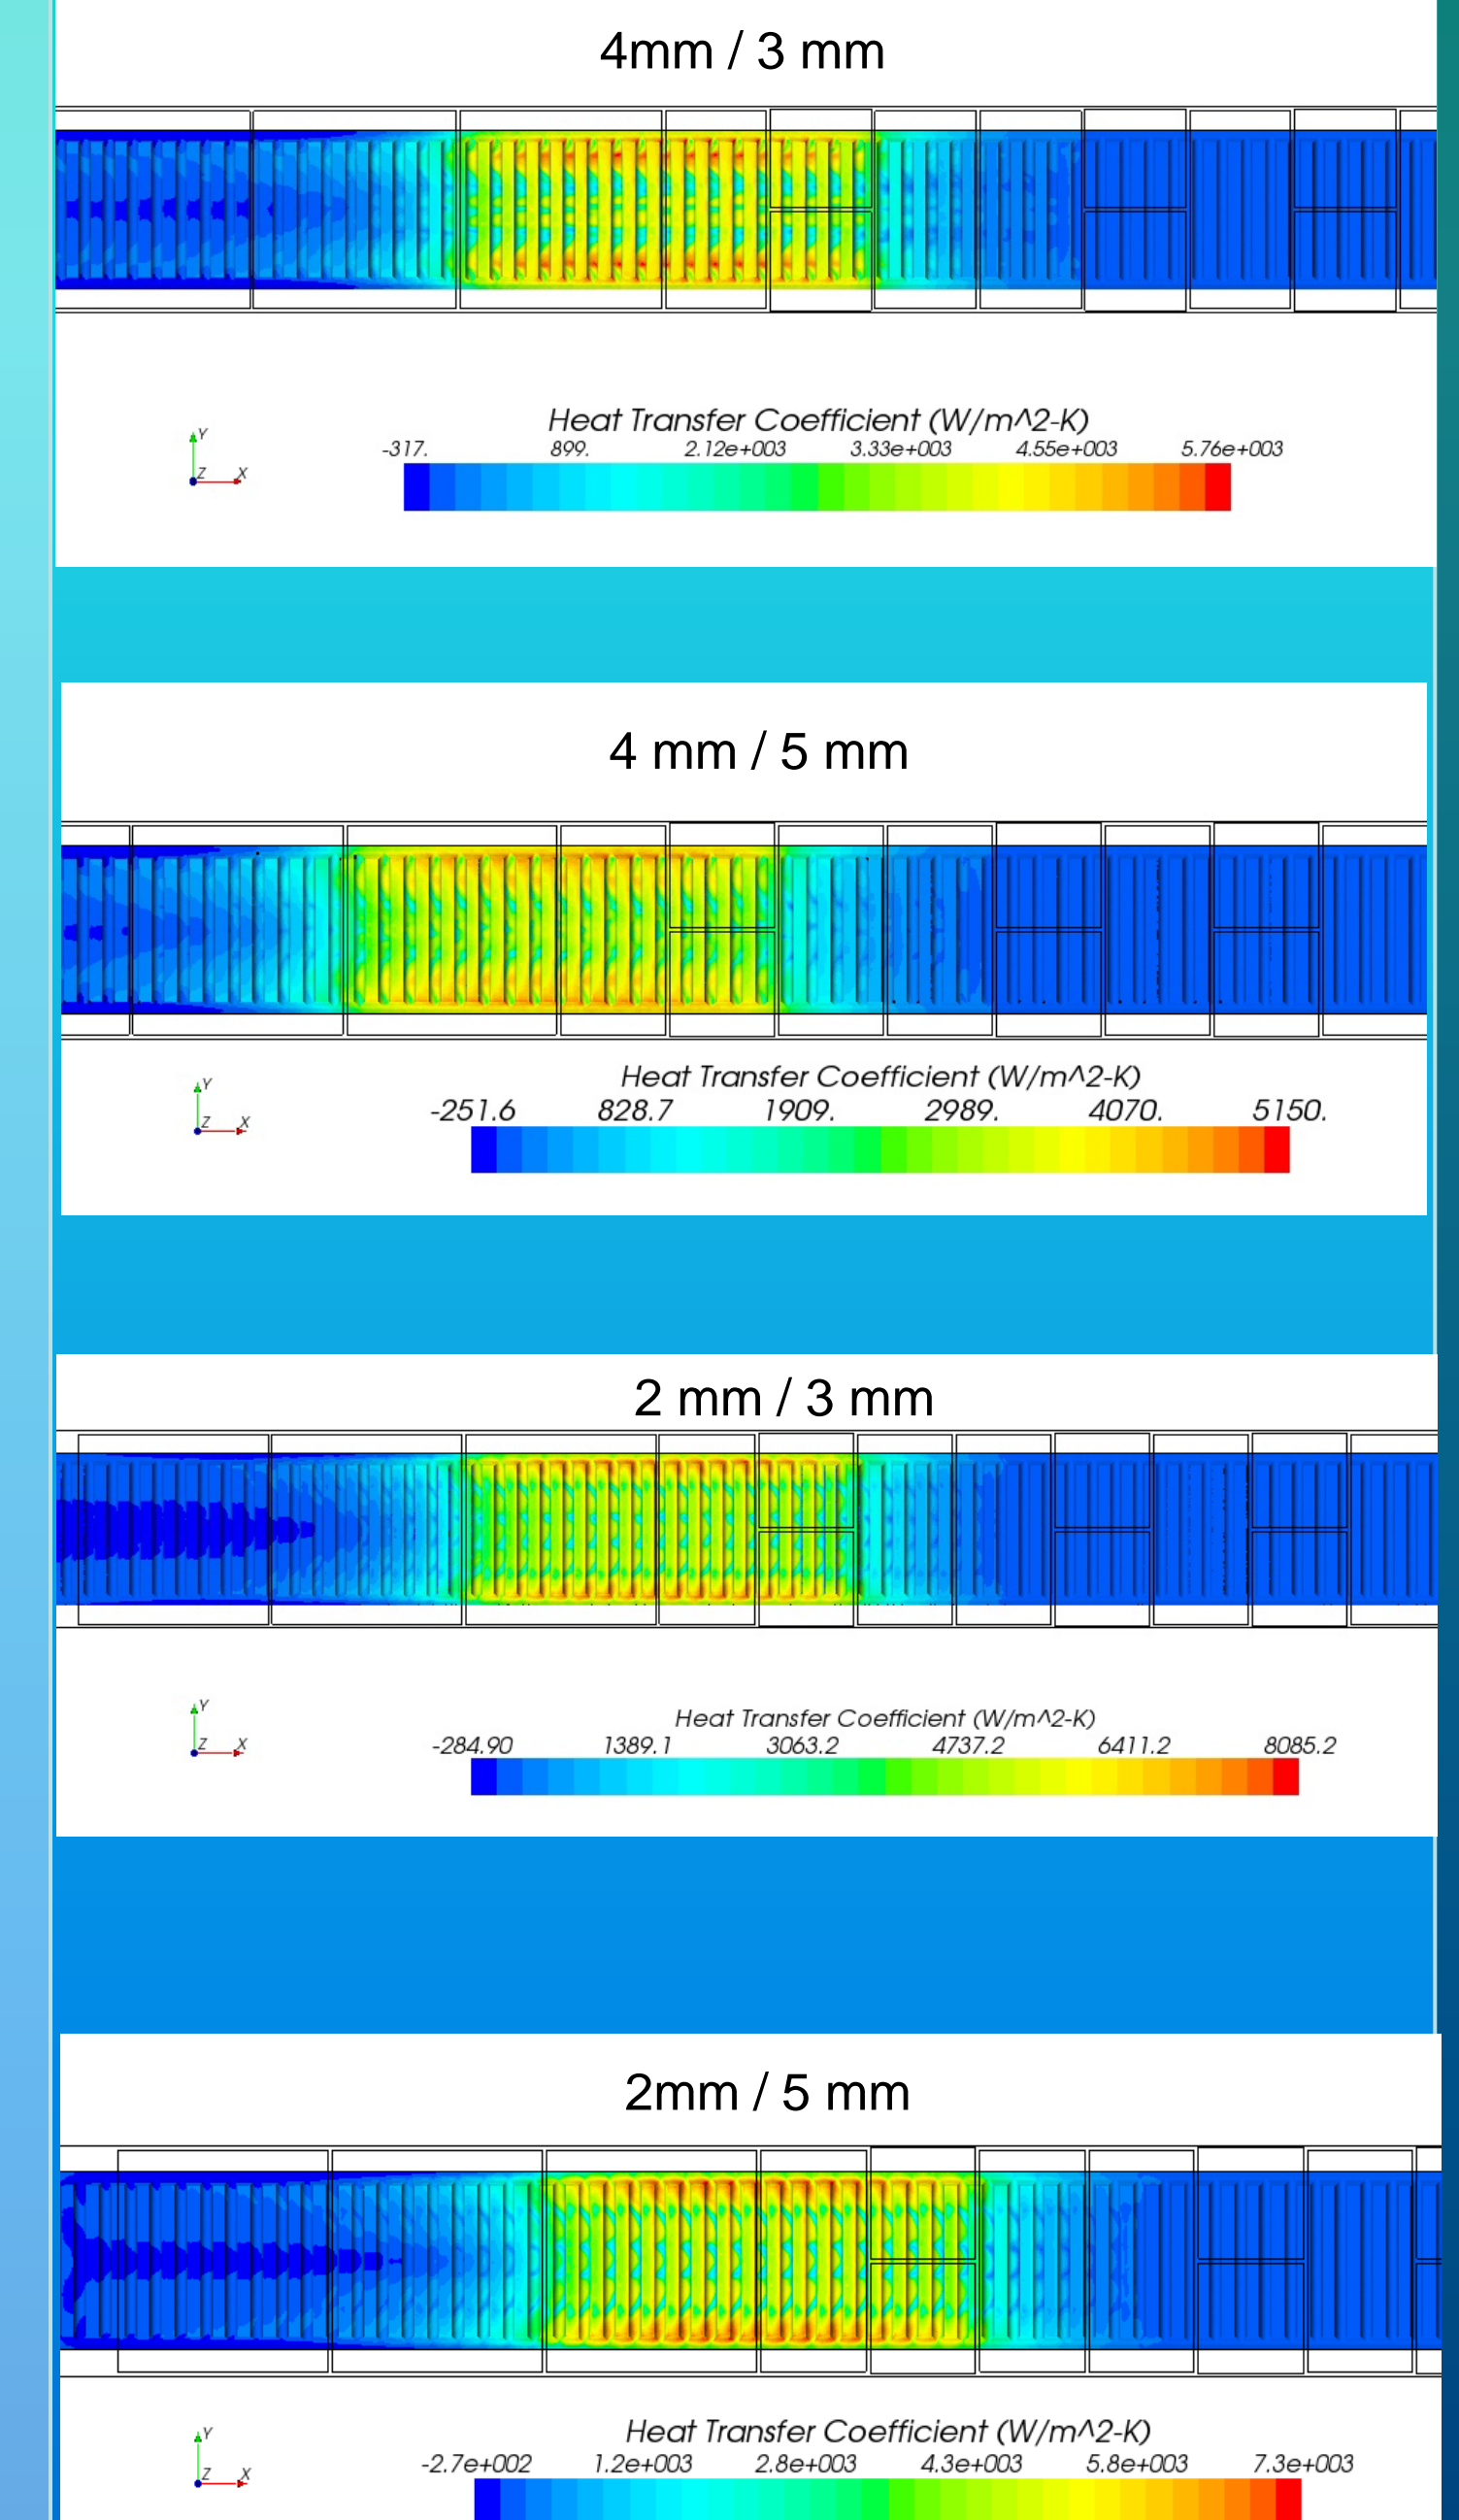 4mm / 3 mm
Heat Transfer Coefficient (W/m^2-K)
-317. 899. 2.12e+003 3.33e+003 4.55e+003 5.76e+003
Y
Z X
4 mm / 5 mm
Heat Transfer Coefficient (W/m^2-K)
-251.6 828.7 1909. 2989. 4070. 5150.
Y
Z X
2 mm / 3 mm
Heat Transfer Coefficient (W/m^2-K)
-284.90 1389.1 3063.2 4737.2 6411.2 8085.2
Y
Z X
2mm / 5 mm
Heat Transfer Coefficient (W/m^2-K)
-2.7e+002 1.2e+003 2.8e+003 4.3e+003 5.8e+003 7.3e+003
Y
Z X